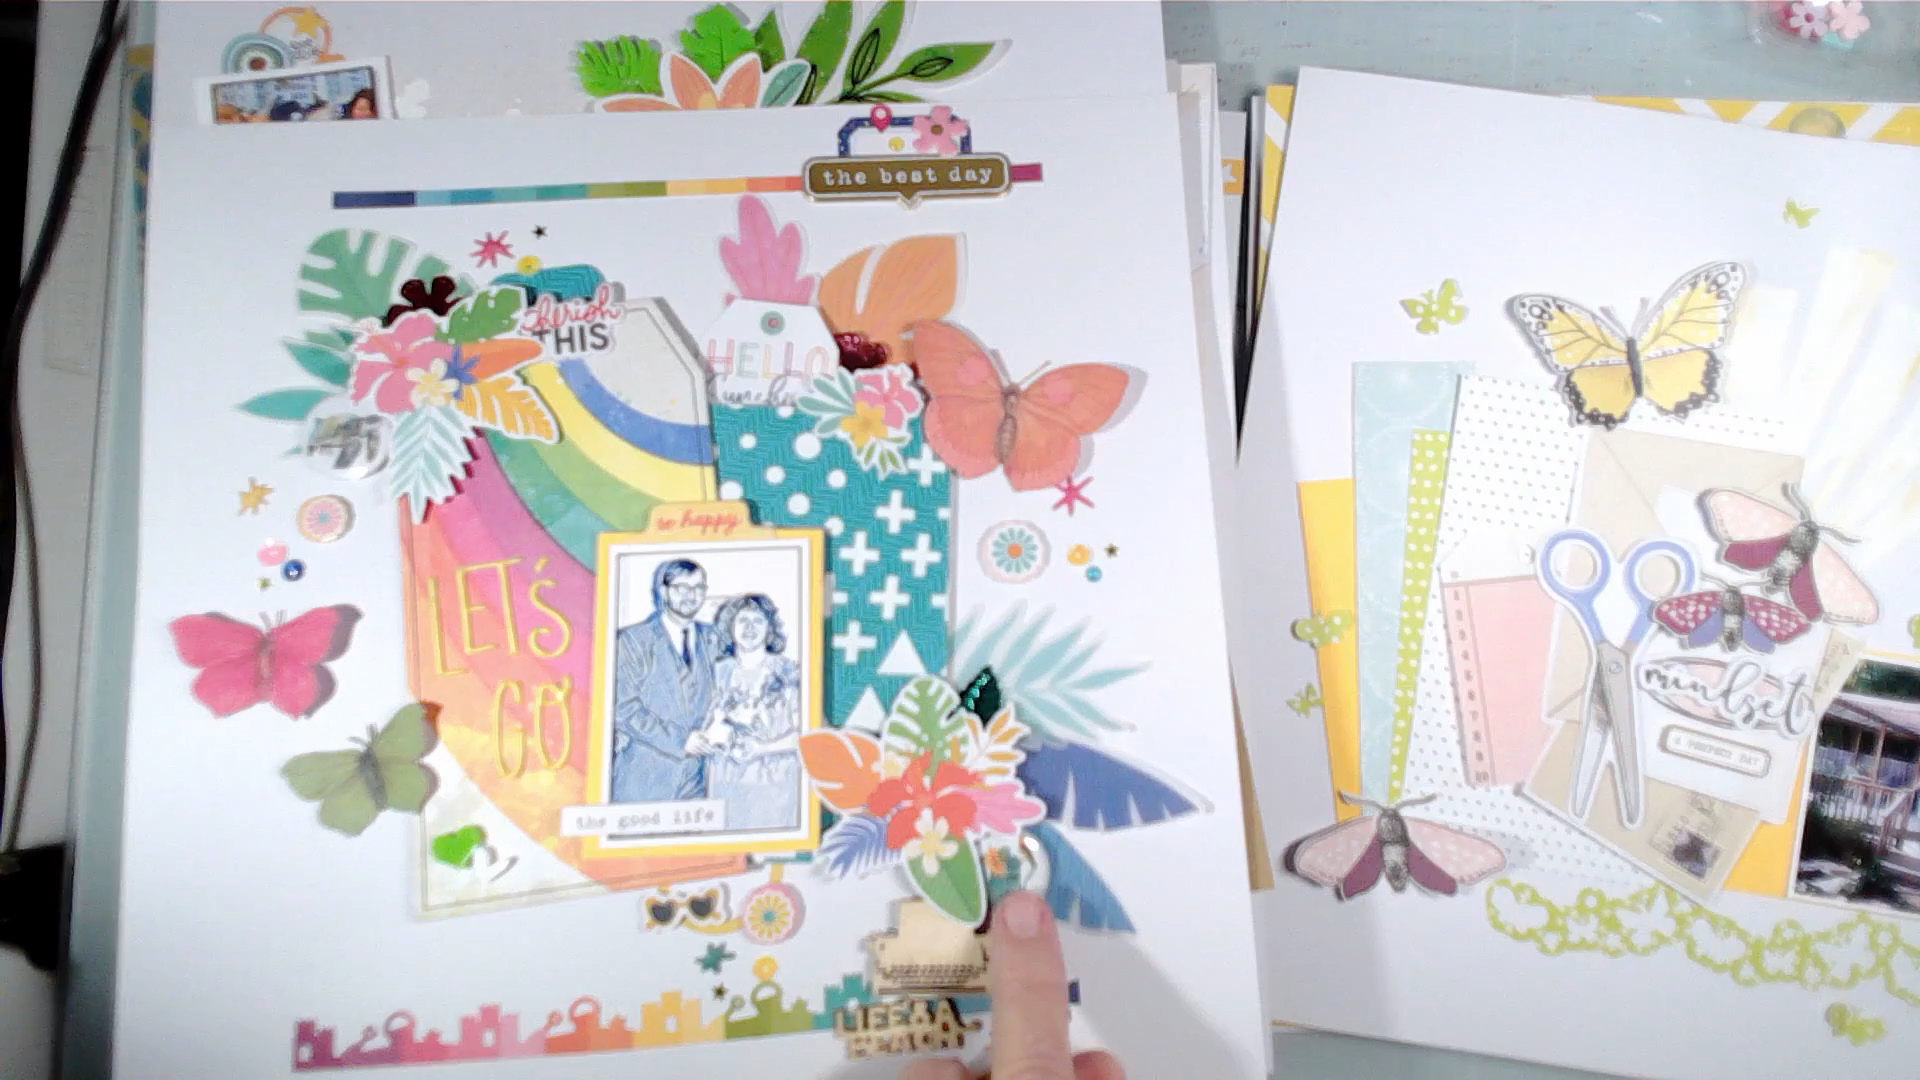 the best day
cherish
THIS
HELLO
so happy
LET'S
GO
the good life
LIFE'S A
BEACH
mindset
A PERFECT DAY